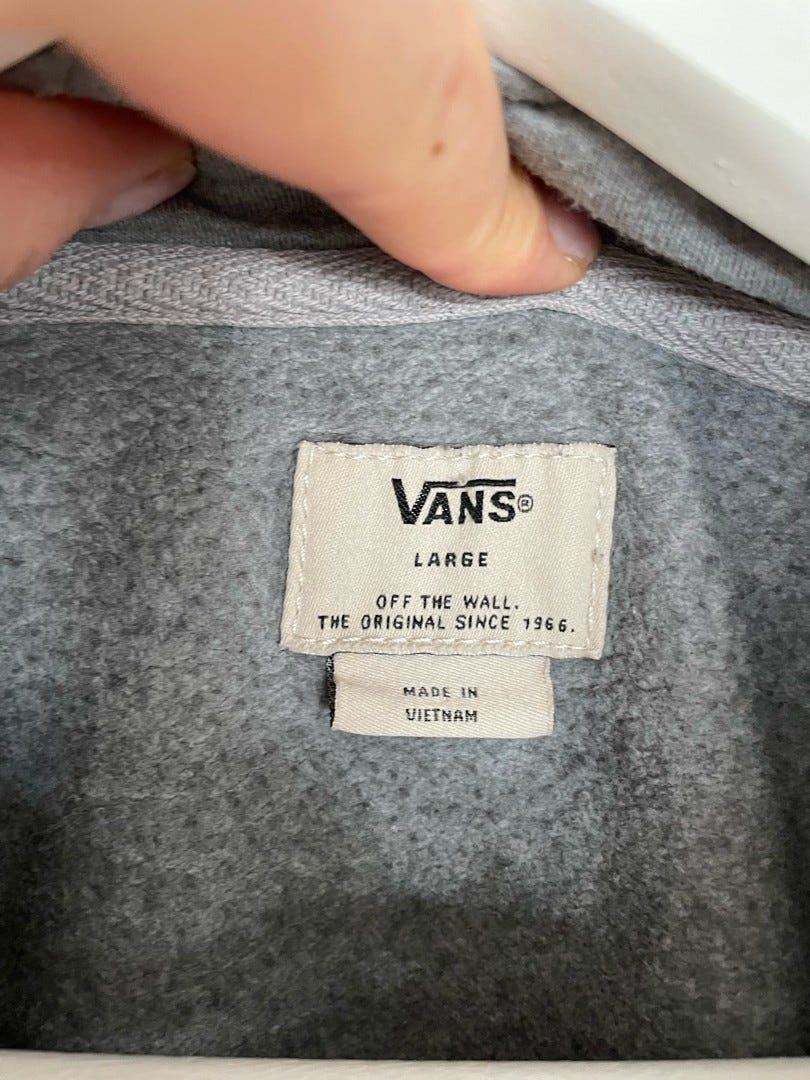 VANS®
LARGE
OFF THE WALL.
THE ORIGINAL SINCE 1966.
MADE IN
VIETNAM